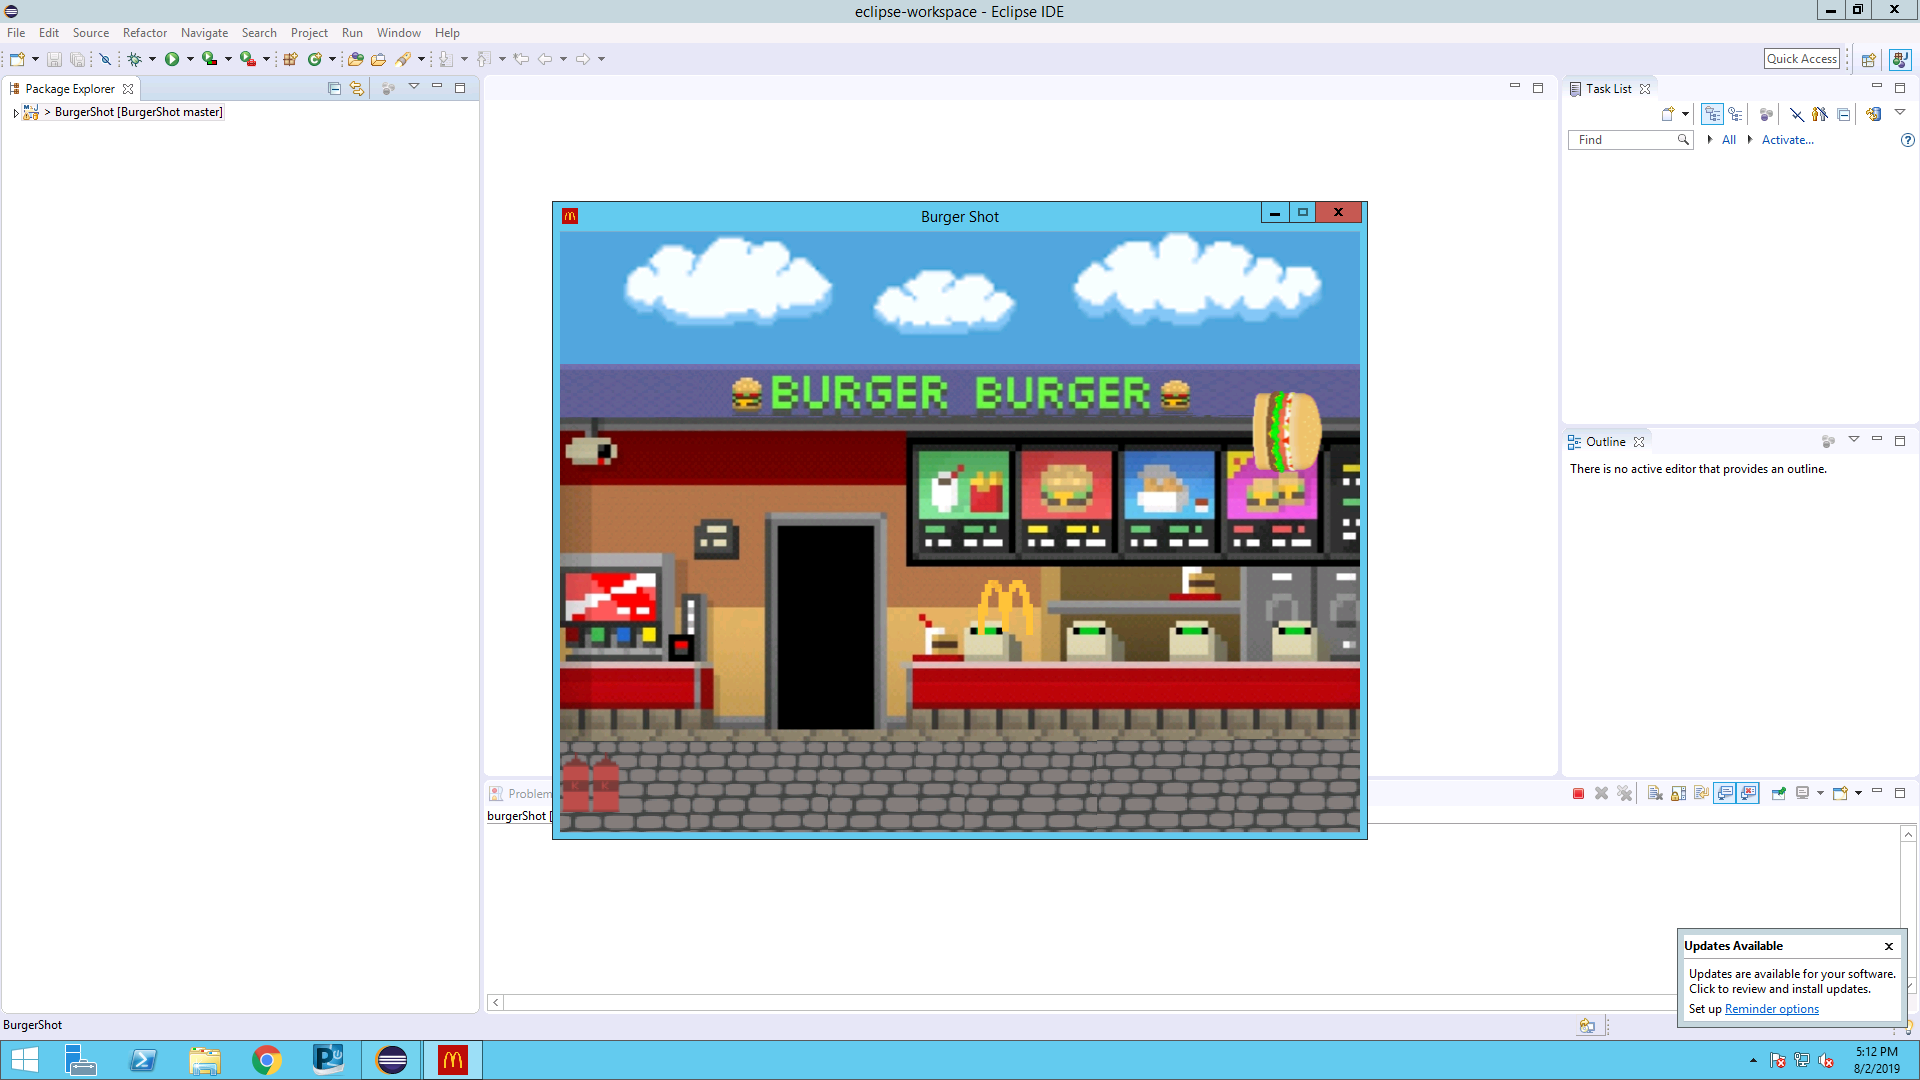 eclipse-workspace - Eclipse IDE
File Edit Source Refactor Navigate Search Project Run Window Help
Quick Access
Package Explorer
> BurgerShot [BurgerShot master]
Task List
Find
All
Activate...
Burger Shot
BURGER BURGER
Outline
There is no active editor that provides an outline.
Problem
burgerShot [
Updates Available
Updates are available for your software.
Click to review and install updates.
Set up Reminder options
BurgerShot
5:12 PM
8/2/2019